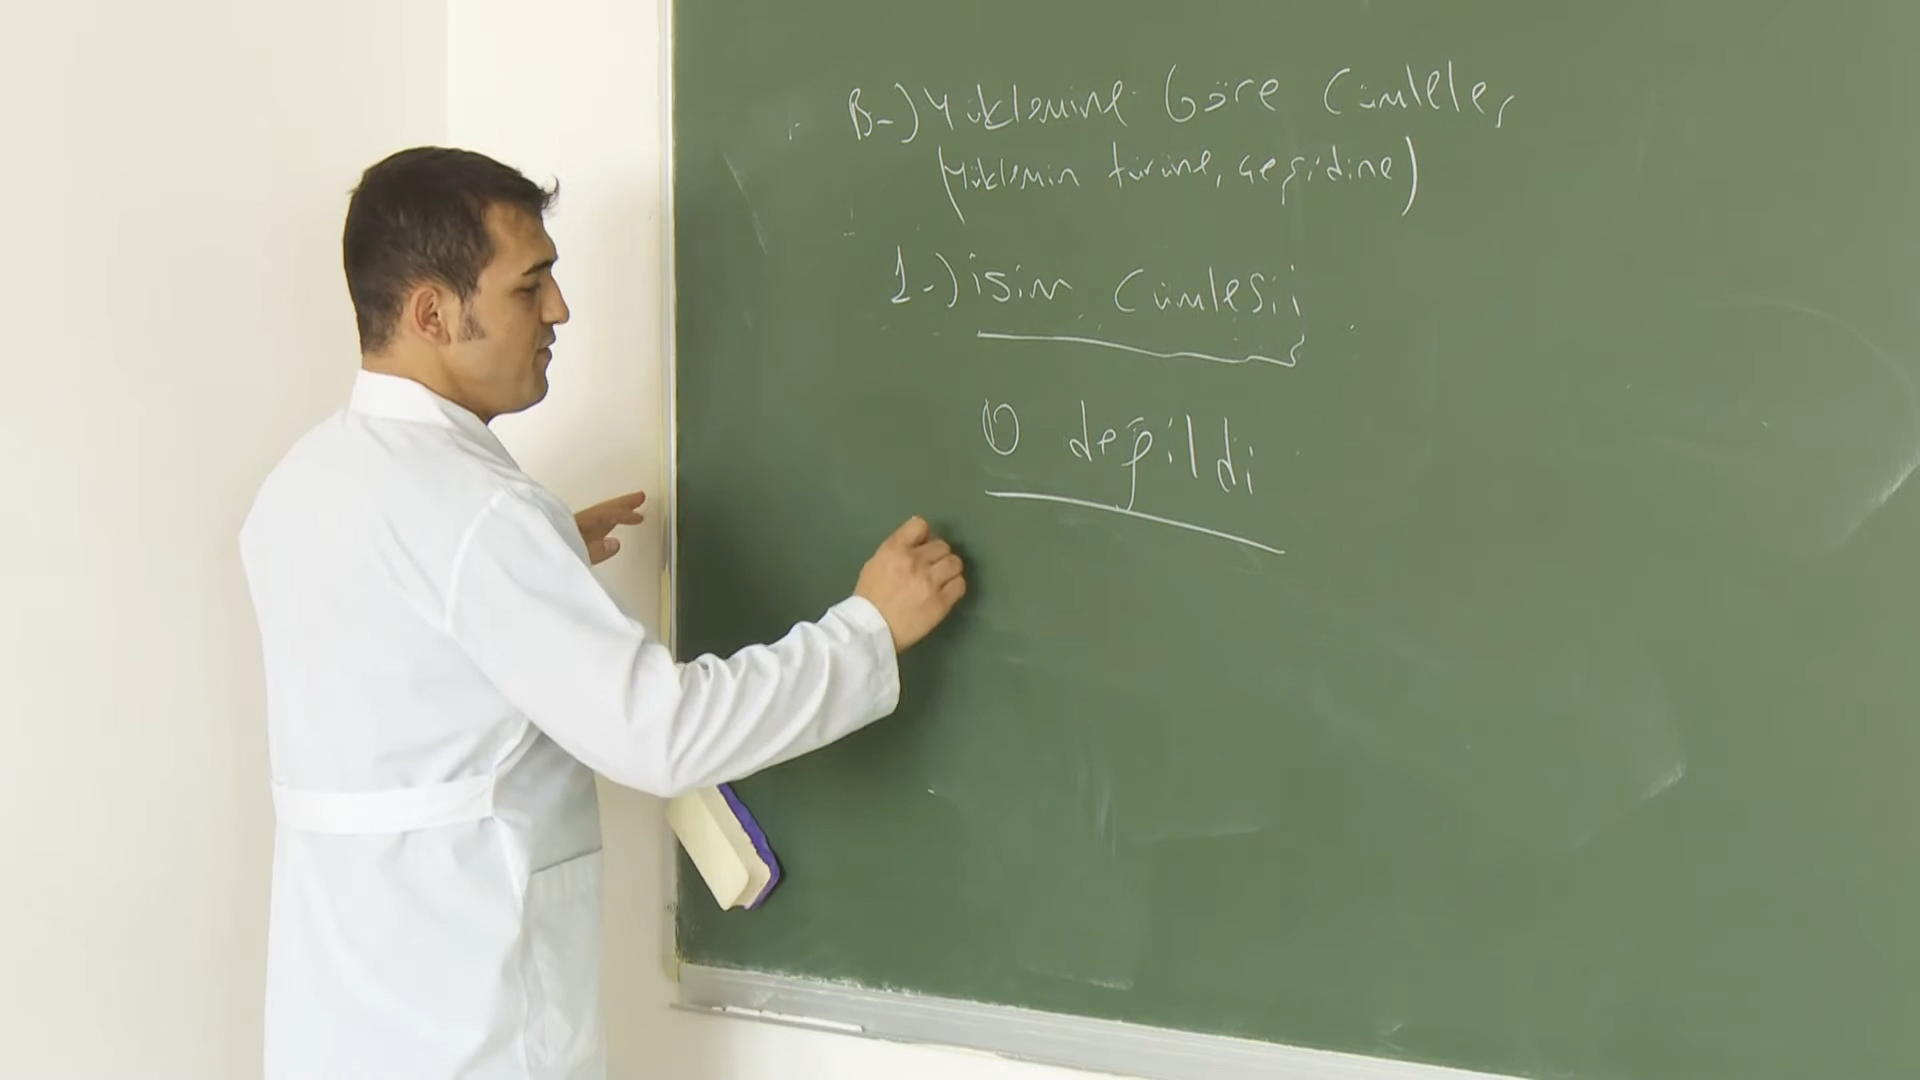 B-) Yüklemine Göre Cümleler
(Yüklemin türüne, çeşidine)
1-) isim Cümlesi:
O değildi